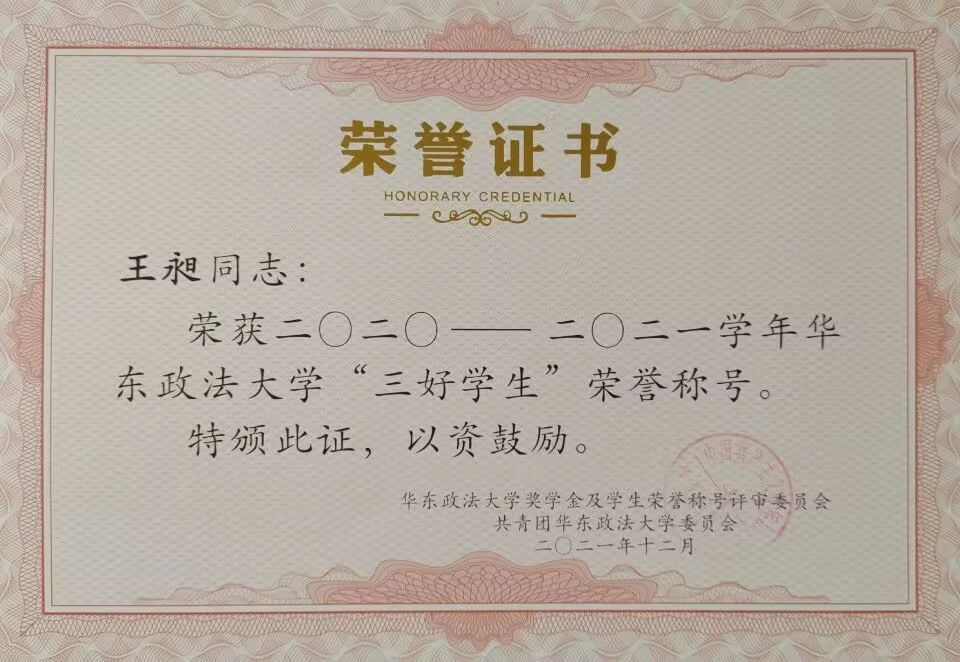 荣誉证书
HONORARY CREDENTIAL
王昶同志：
荣获二〇二〇——二〇二一学年华
东政法大学“三好学生”荣誉称号。
特颁此证，以资鼓励。
华东政法大学奖学金及学生荣誉称号评审委员会
共青团华东政法大学委员会
二〇二一年十二月